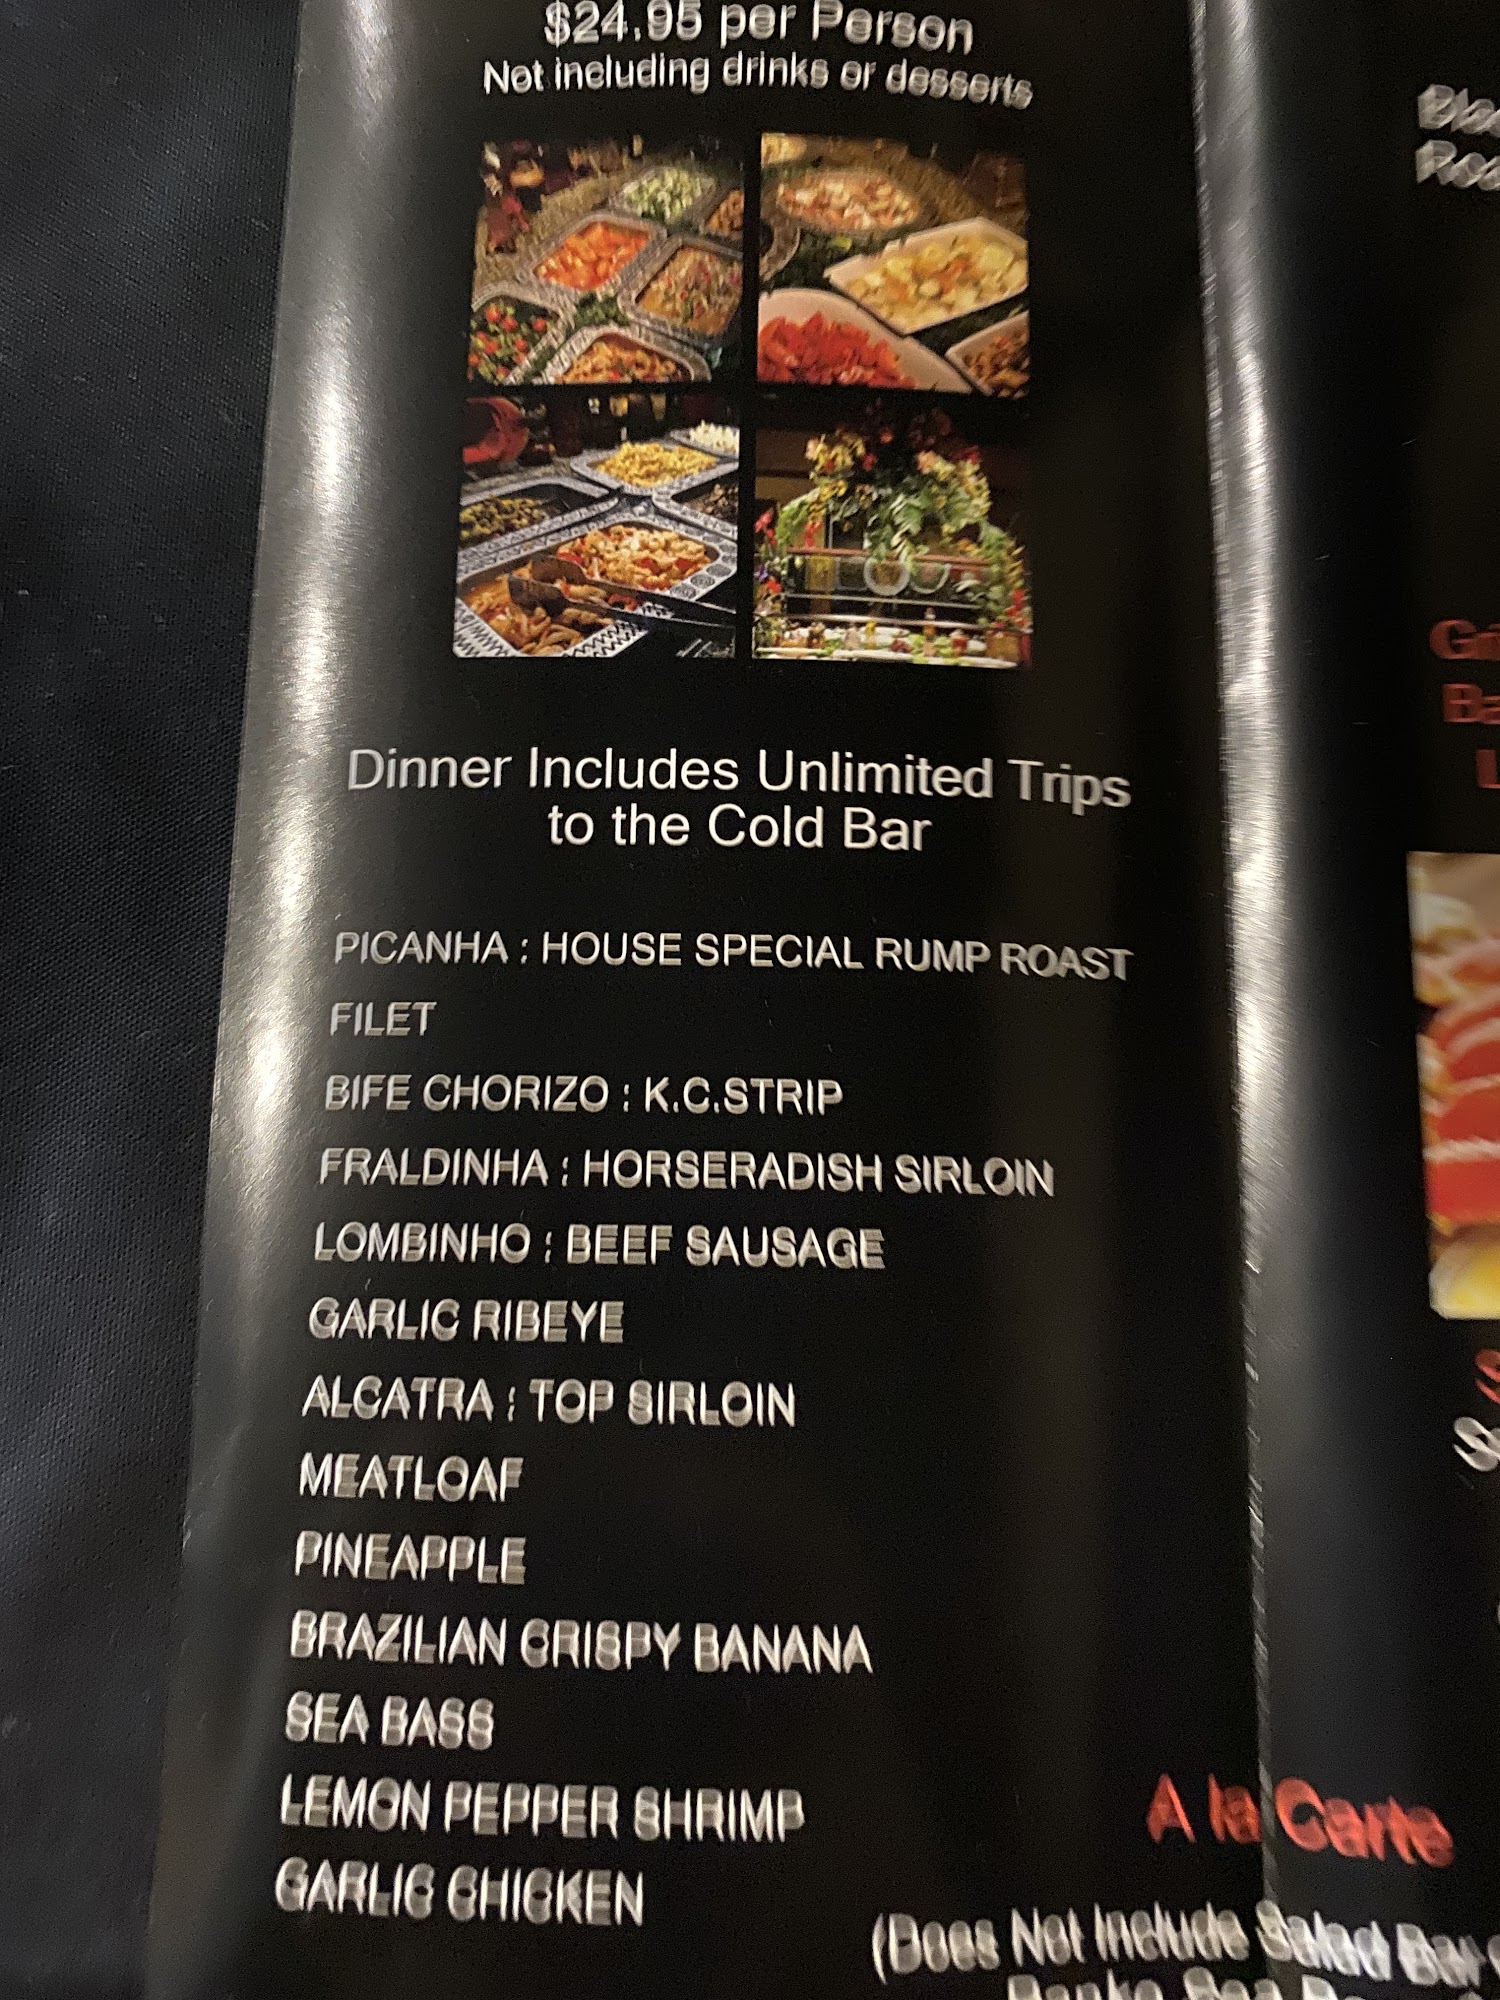 $24.95 per Person
Not including drinks or desserts
Dinner Includes Unlimited Trips
to the Cold Bar
PICANHA : HOUSE SPECIAL RUMP ROAST
FILET
BIFE CHORIZO : K.C.STRIP
FRALDINHA : HORSERADISH SIRLOIN
LOMBINHO : BEEF SAUSAGE
GARLIC RIBEYE
ALCATRA : TOP SIRLOIN
MEATLOAF
PINEAPPLE
BRAZILIAN CRISPY BANANA
SEA BASS
LEMON PEPPER SHRIMP
GARLIC CHICKEN
A la Carte
(Does Not Include Salad Bar